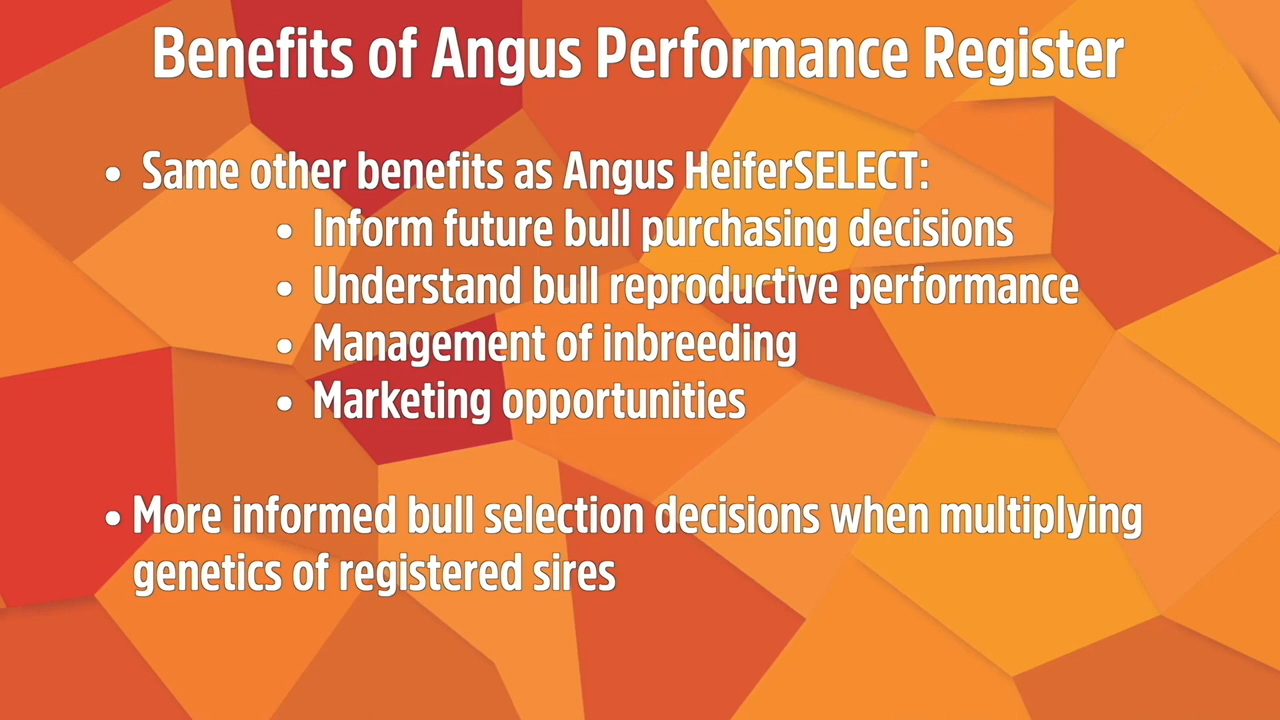 Benefits of Angus Performance Register
• Same other benefits as Angus HeiferSELECT:
• Inform future bull purchasing decisions
• Understand bull reproductive performance
• Management of inbreeding
• Marketing opportunities
• More informed bull selection decisions when multiplying
genetics of registered sires